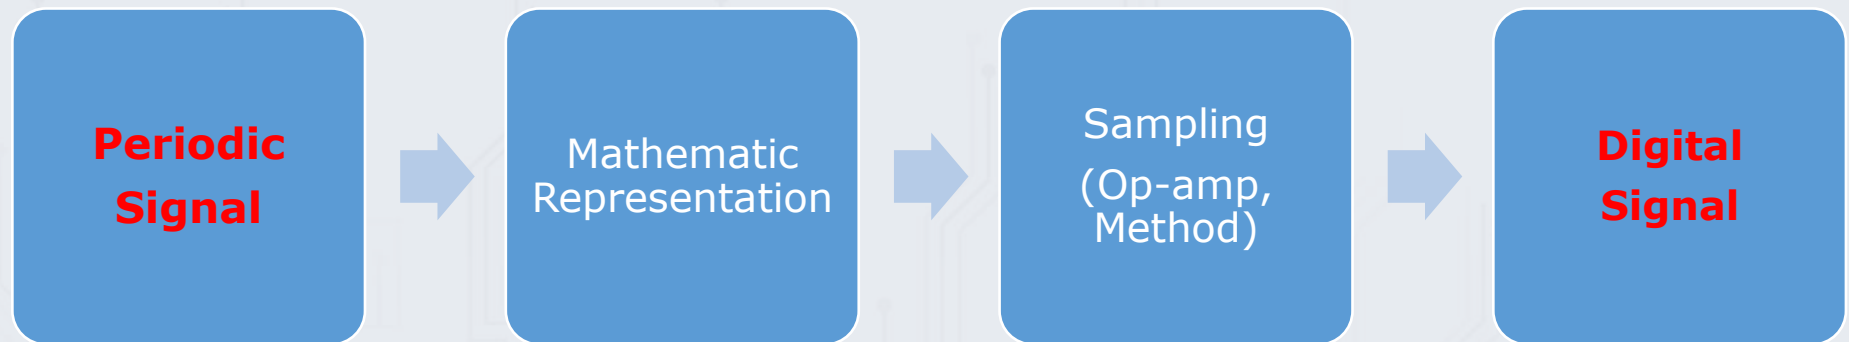 Periodic
Signal
Mathematic
Representation
Sampling
(Op-amp,
Method)
Digital
Signal